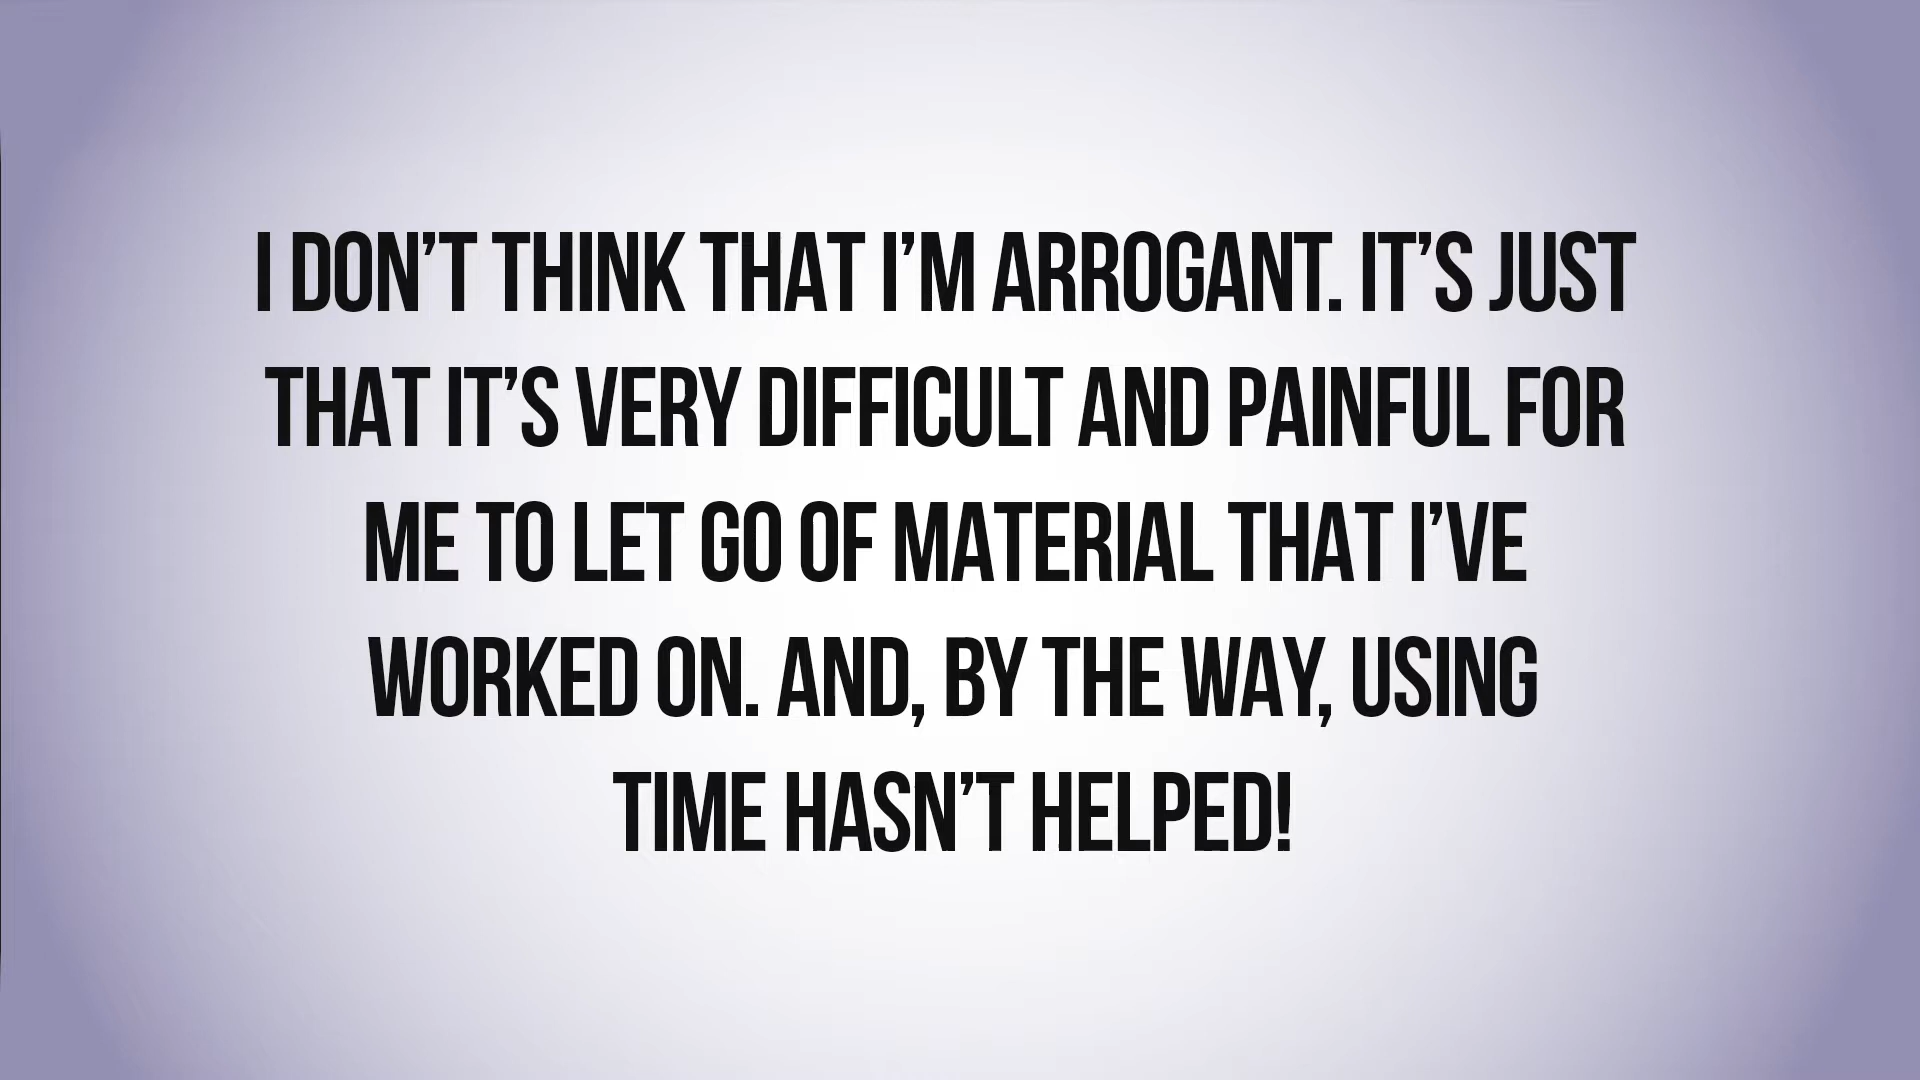 I DON’T THINK THAT I’M ARROGANT. IT’S JUST
THAT IT’S VERY DIFFICULT AND PAINFUL FOR
ME TO LET GO OF MATERIAL THAT I’VE
WORKED ON. AND, BY THE WAY, USING
TIME HASN’T HELPED!